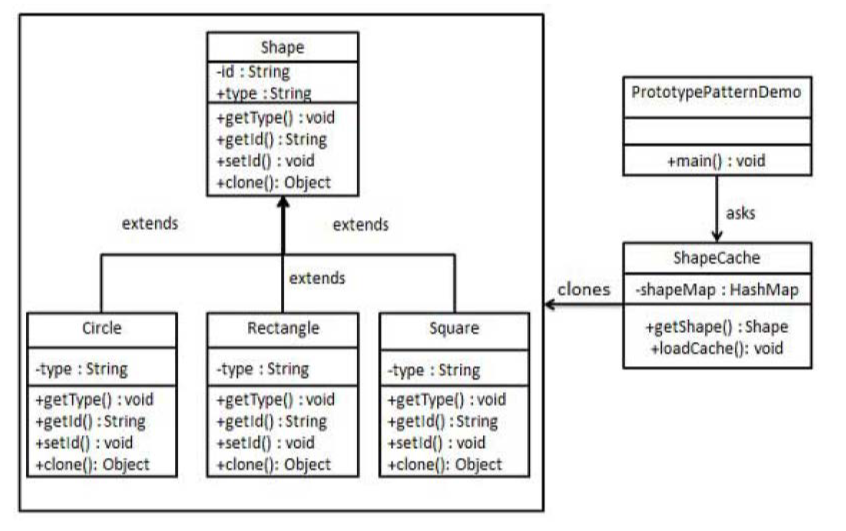 Shape
-id : String
+type : String
+getType() : void
+getId() : String
+setId() : void
+clone(): Object
extends
extends
extends
Circle
-type : String
+getType() : void
+getId() : String
+setId() : void
+clone(): Object
Rectangle
-type : String
+getType() : void
+getId() : String
+setId() : void
+clone(): Object
Square
-type : String
+getType() : void
+getId() : String
+setId() : void
+clone(): Object
PrototypePatternDemo
+main() : void
asks
ShapeCache
-shapeMap : HashMap
+getShape() : Shape
+loadCache(): void
clones